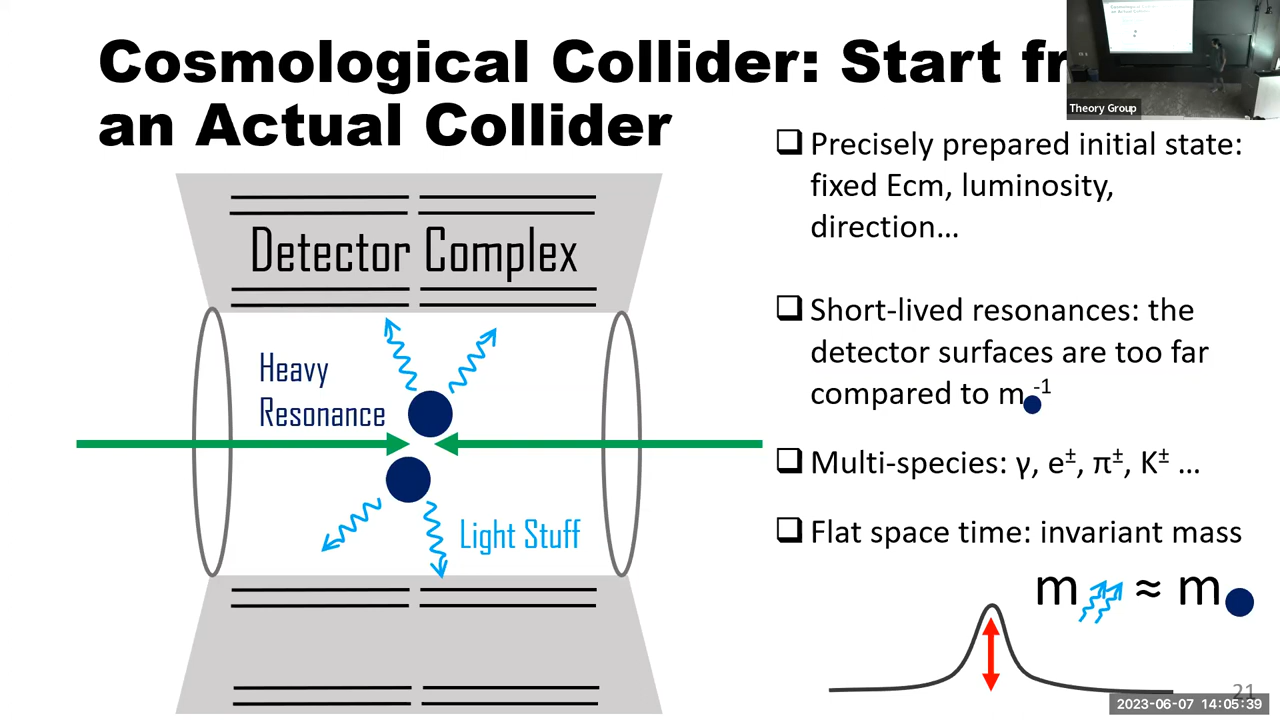 Cosmological Collider: Start fr
an Actual Collider
Theory Group
Detector Complex
Heavy
Resonance
Light Stuff
❑ Precisely prepared initial state:
fixed Ecm, luminosity,
direction…
❑ Short-lived resonances: the
detector surfaces are too far
compared to m⁻¹
❑ Multi-species: γ, e±, π±, K± …
❑ Flat space time: invariant mass
m ≈ m
21
2023-06-07 14:05:39